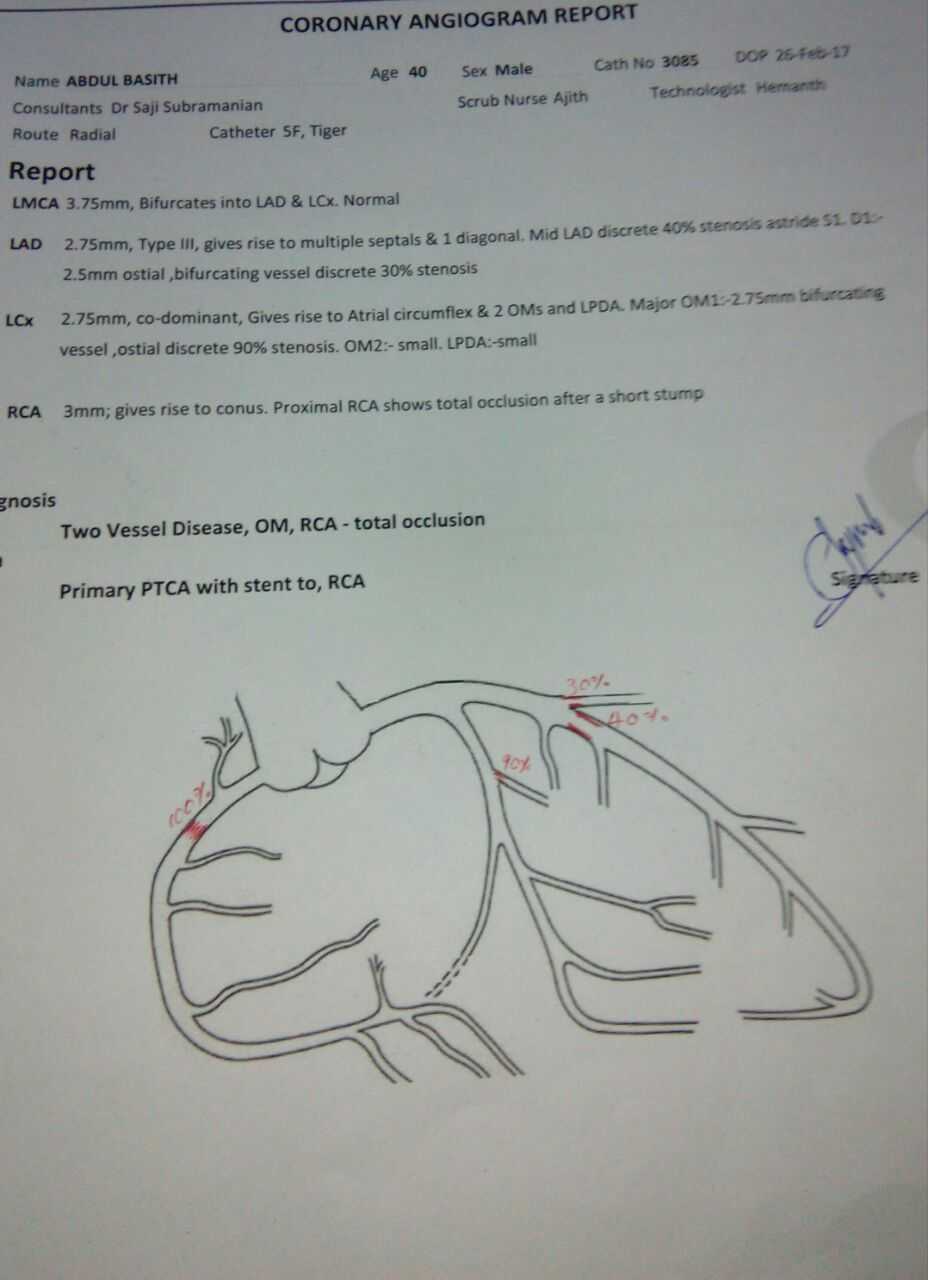 CORONARY ANGIOGRAM REPORT
Name ABDUL BASITH Age 40 Sex Male Cath No 3085 DOP 26-Feb-17
Consultants Dr Saji Subramanian Scrub Nurse Ajith Technologist Hemanth
Route Radial Catheter 5F, Tiger
Report
LMCA 3.75mm, Bifurcates into LAD & LCx. Normal
LAD 2.75mm, Type III, gives rise to multiple septals & 1 diagonal. Mid LAD discrete 40% stenosis astride S1. D1:-
2.5mm ostial ,bifurcating vessel discrete 30% stenosis
LCx 2.75mm, co-dominant, Gives rise to Atrial circumflex & 2 OMs and LPDA. Major OM1:-2.75mm bifurcating
vessel ,ostial discrete 90% stenosis. OM2:- small. LPDA:-small
RCA 3mm; gives rise to conus. Proximal RCA shows total occlusion after a short stump
gnosis
Two Vessel Disease, OM, RCA - total occlusion
Primary PTCA with stent to, RCA
Signature
30%
40%
90%
100%